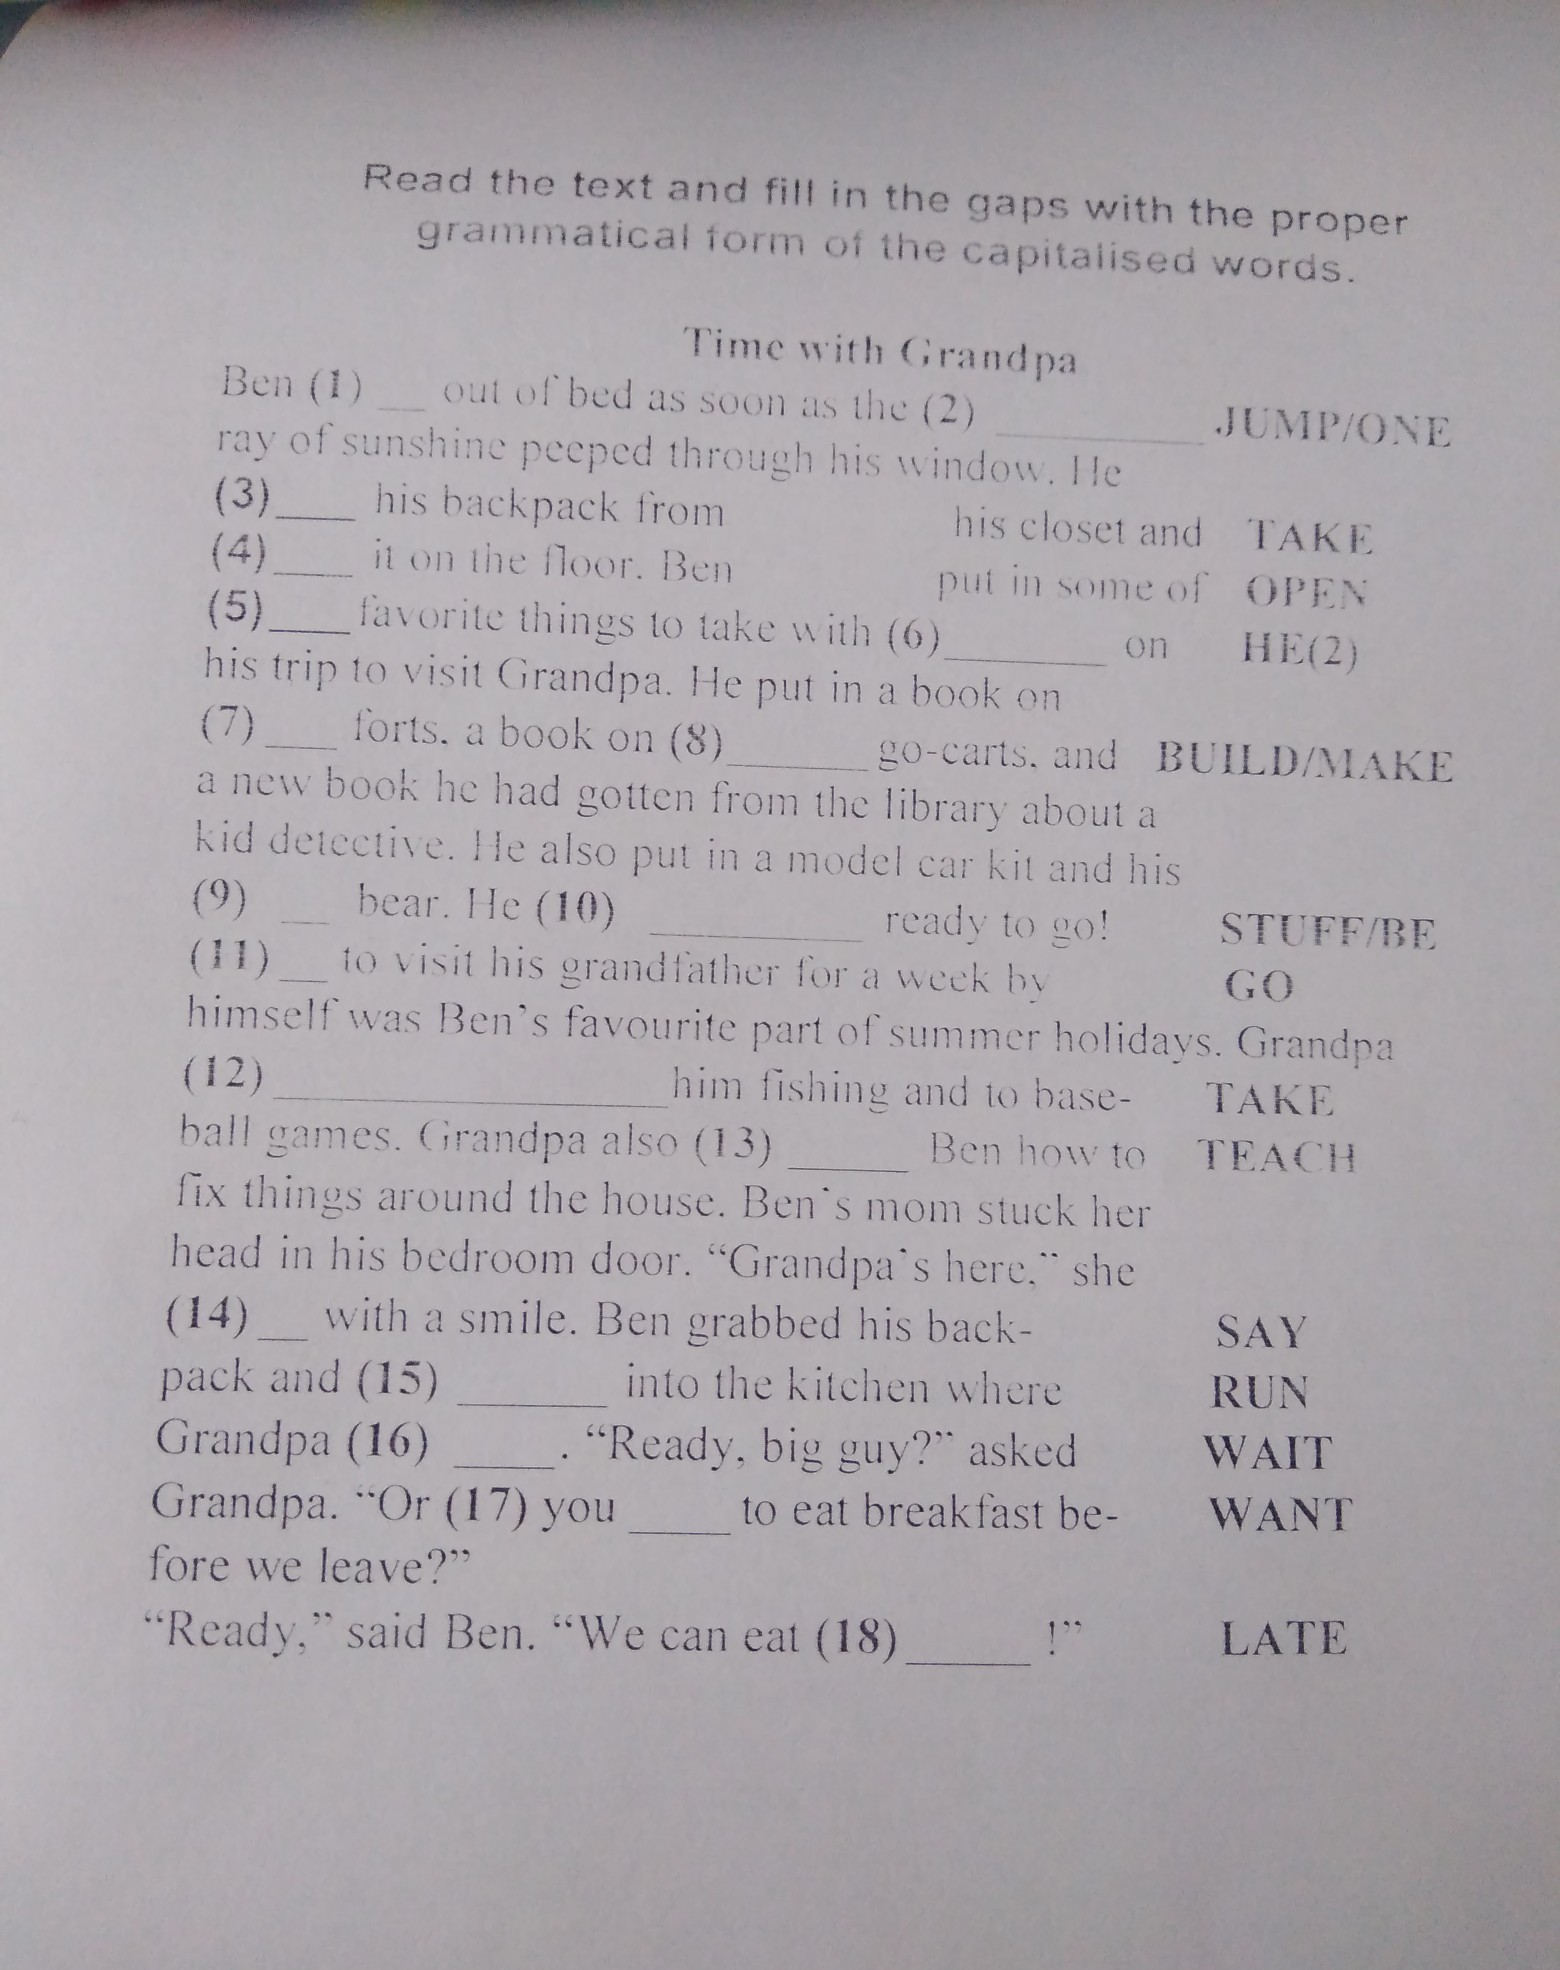 Read the text and fill in the gaps with the proper
grammatical form of the capitalised words.
Time with Grandpa
Ben (1) __ out of bed as soon as the (2) ________ JUMP/ONE
ray of sunshine peeped through his window. He
(3)___ his backpack from his closet and TAKE
(4)___ it on the floor. Ben put in some of OPEN
(5)___ favorite things to take with (6)______ on HE(2)
his trip to visit Grandpa. He put in a book on
(7)___ forts, a book on (8)_____ go-carts, and BUILD/MAKE
a new book he had gotten from the library about a
kid detective. He also put in a model car kit and his
(9) __ bear. He (10) ________ ready to go! STUFF/BE
(11)__ to visit his grandfather for a week by GO
himself was Ben's favourite part of summer holidays. Grandpa
(12)_______________ him fishing and to base- TAKE
ball games. Grandpa also (13) _____ Ben how to TEACH
fix things around the house. Ben's mom stuck her
head in his bedroom door. "Grandpa's here," she
(14)__ with a smile. Ben grabbed his back- SAY
pack and (15) ______ into the kitchen where RUN
Grandpa (16) ____. "Ready, big guy?" asked WAIT
Grandpa. "Or (17) you ____ to eat breakfast be- WANT
fore we leave?"
"Ready," said Ben. "We can eat (18)_____ !" LATE